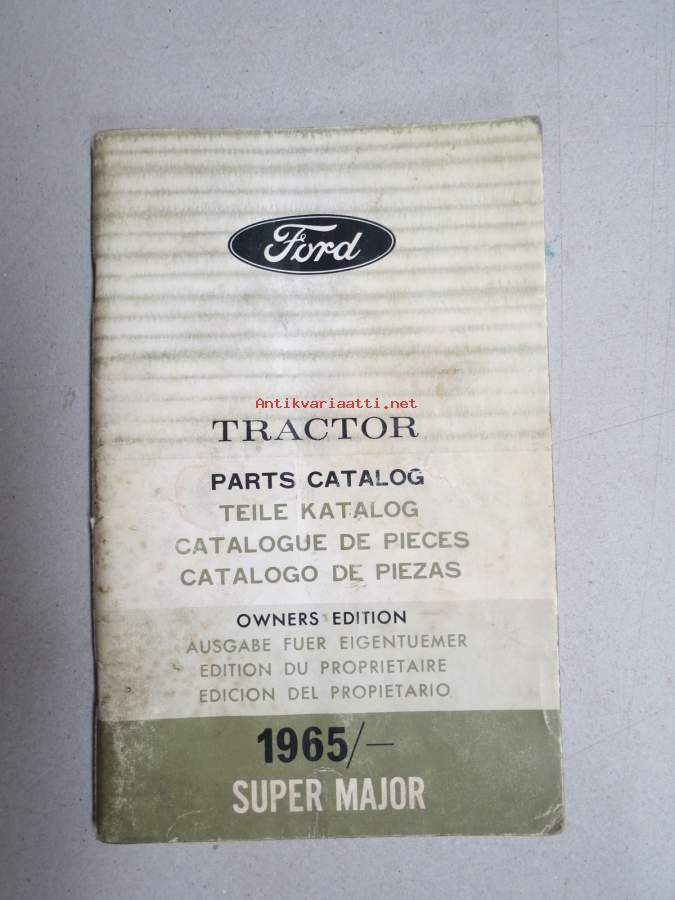 Ford
Antikvariaatti.net
TRACTOR
PARTS CATALOG
TEILE KATALOG
CATALOGUE DE PIECES
CATALOGO DE PIEZAS
OWNERS EDITION
AUSGABE FUER EIGENTUEMER
EDITION DU PROPRIETAIRE
EDICION DEL PROPIETARIO
1965/—
SUPER MAJOR